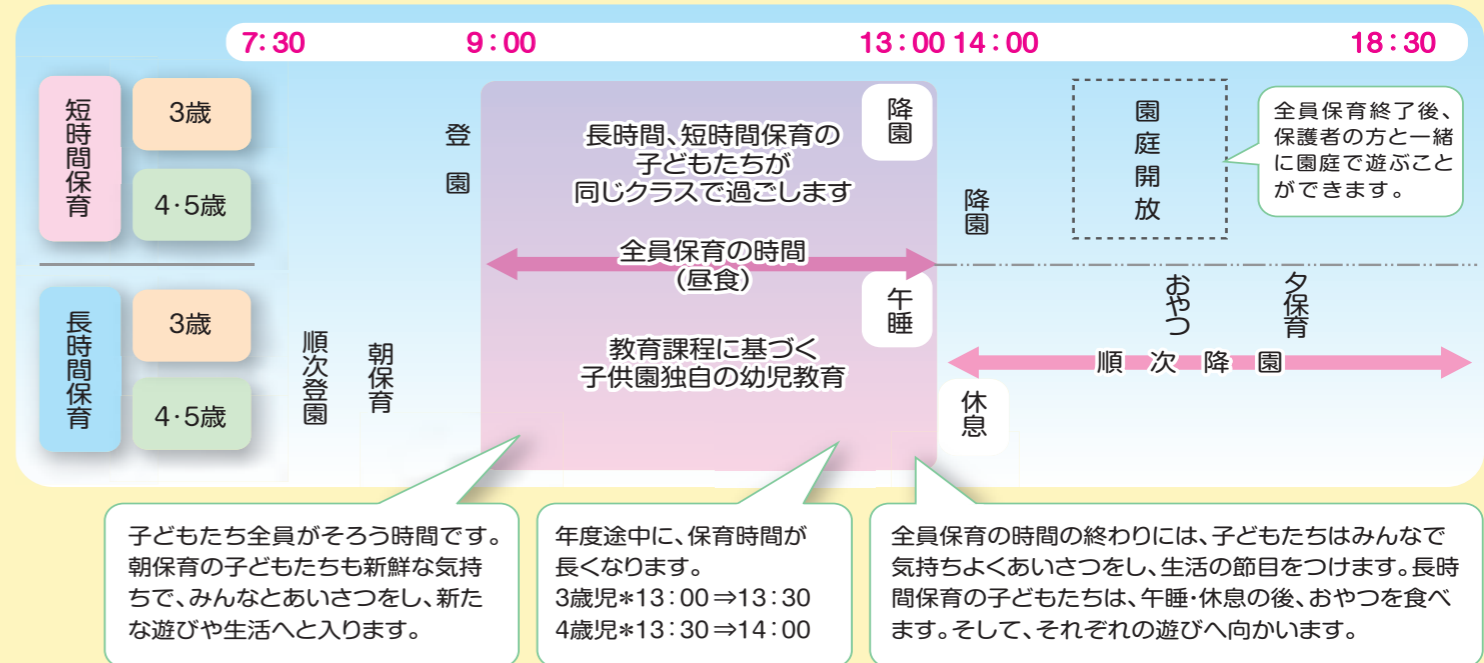 7:30 9:00 13:00 14:00 18:30
短時間保育
3歳
4・5歳
登園
長時間、短時間保育の
子どもたちが
同じクラスで過ごします
降園
降園
園庭開放
全員保育終了後、
保護者の方と一緒
に園庭で遊ぶこと
ができます。
全員保育の時間
(昼食)
長時間保育
3歳
4・5歳
順次登園
朝保育
教育課程に基づく
子供園独自の幼児教育
午睡
休息
おやつ
夕保育
順次降園
子どもたち全員がそろう時間です。
朝保育の子どもたちも新鮮な気持
ちで、みんなとあいさつをし、新た
な遊びや生活へと入ります。
年度途中に、保育時間が
長くなります。
3歳児*13:00⇒13:30
4歳児*13:30⇒14:00
全員保育の時間の終わりには、子どもたちはみんなで
気持ちよくあいさつをし、生活の節目をつけます。長時
間保育の子どもたちは、午睡・休息の後、おやつを食べ
ます。そして、それぞれの遊びへ向かいます。